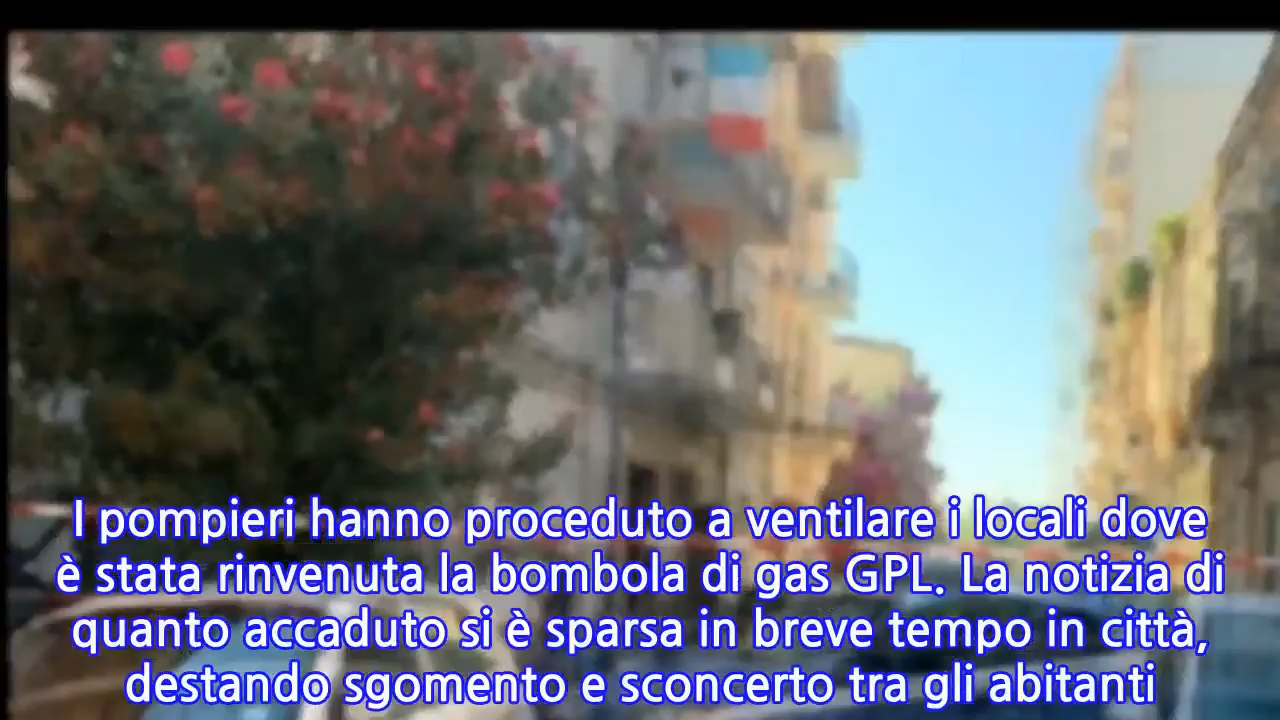 I pompieri hanno proceduto a ventilare i locali dove
è stata rinvenuta la bombola di gas GPL. La notizia di
quanto accaduto si è sparsa in breve tempo in città,
destando sgomento e sconcerto tra gli abitanti